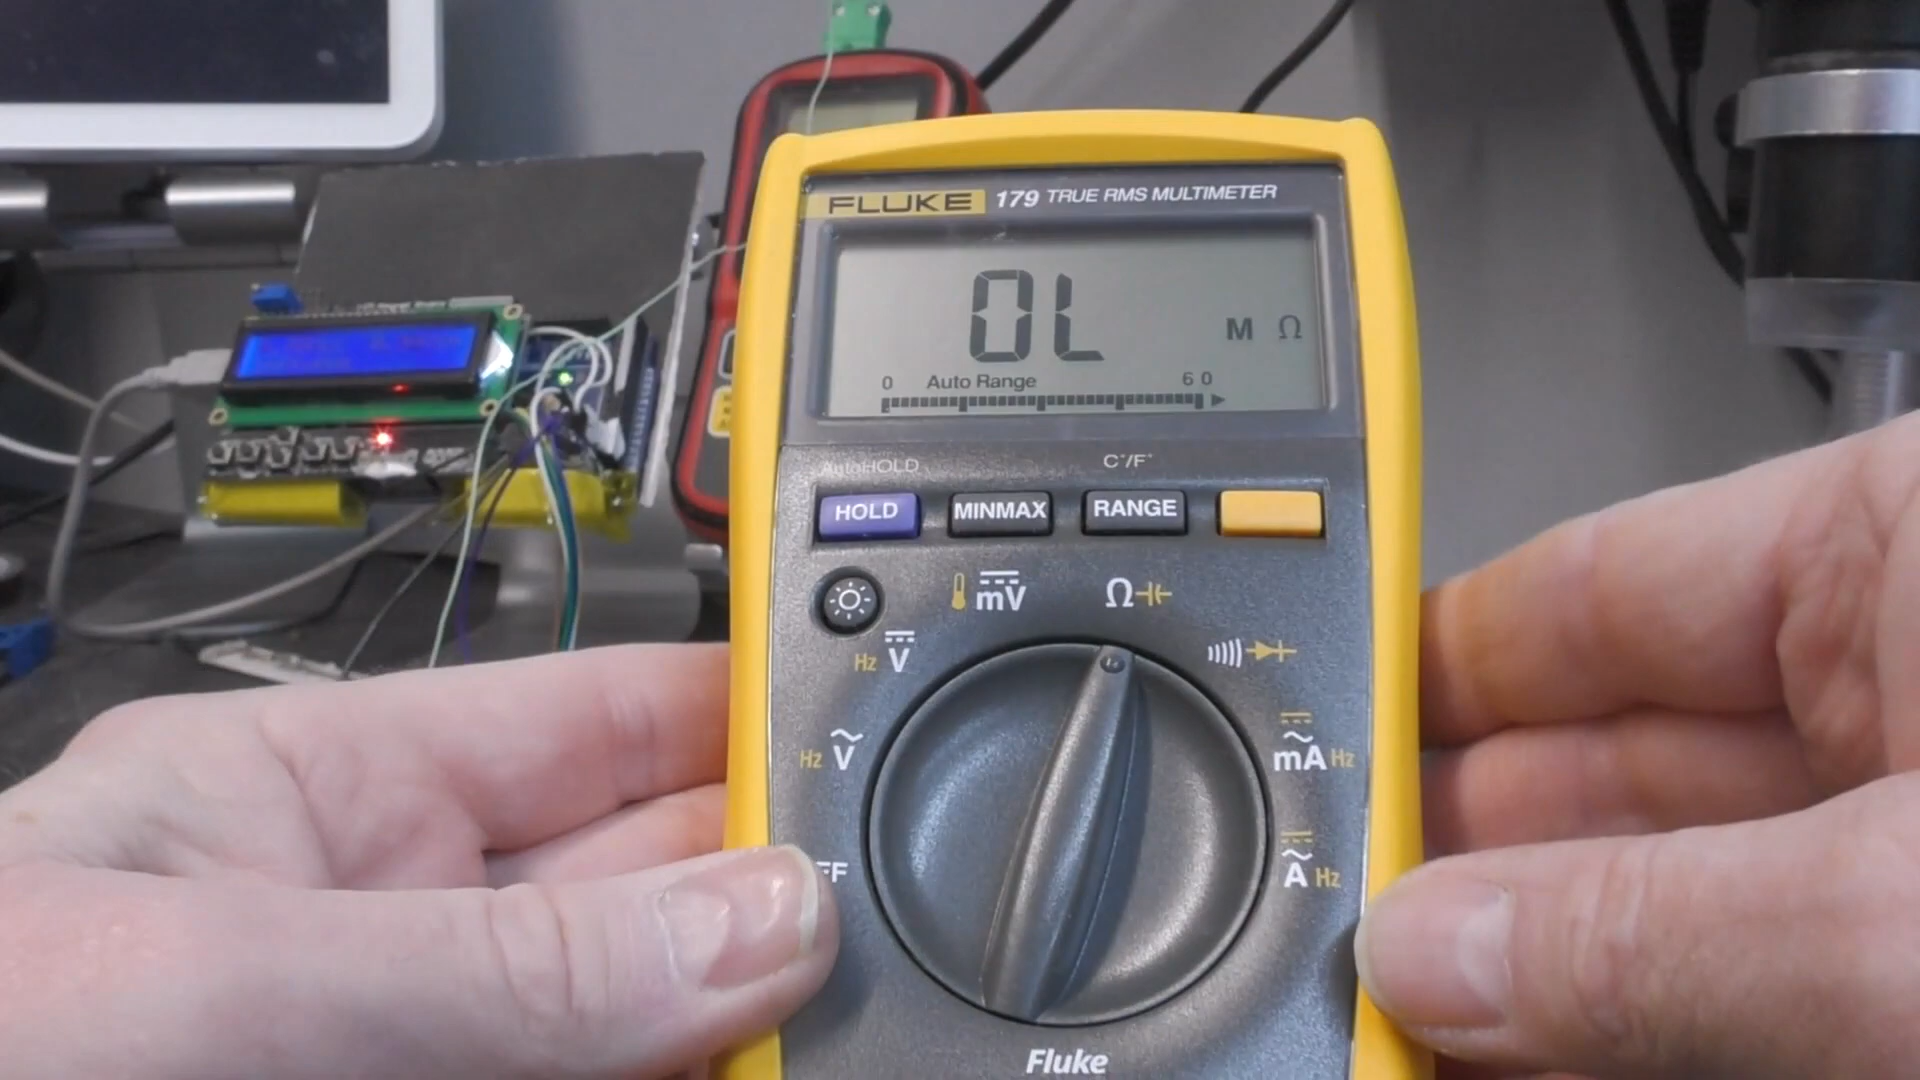 FLUKE 179 TRUE RMS MULTIMETER
OL M Ω
0 Auto Range 60
AutoHOLD C°/F°
HOLD MINMAX RANGE
mV Ω
Hz V
Hz V
mA Hz
FF
A Hz
Fluke